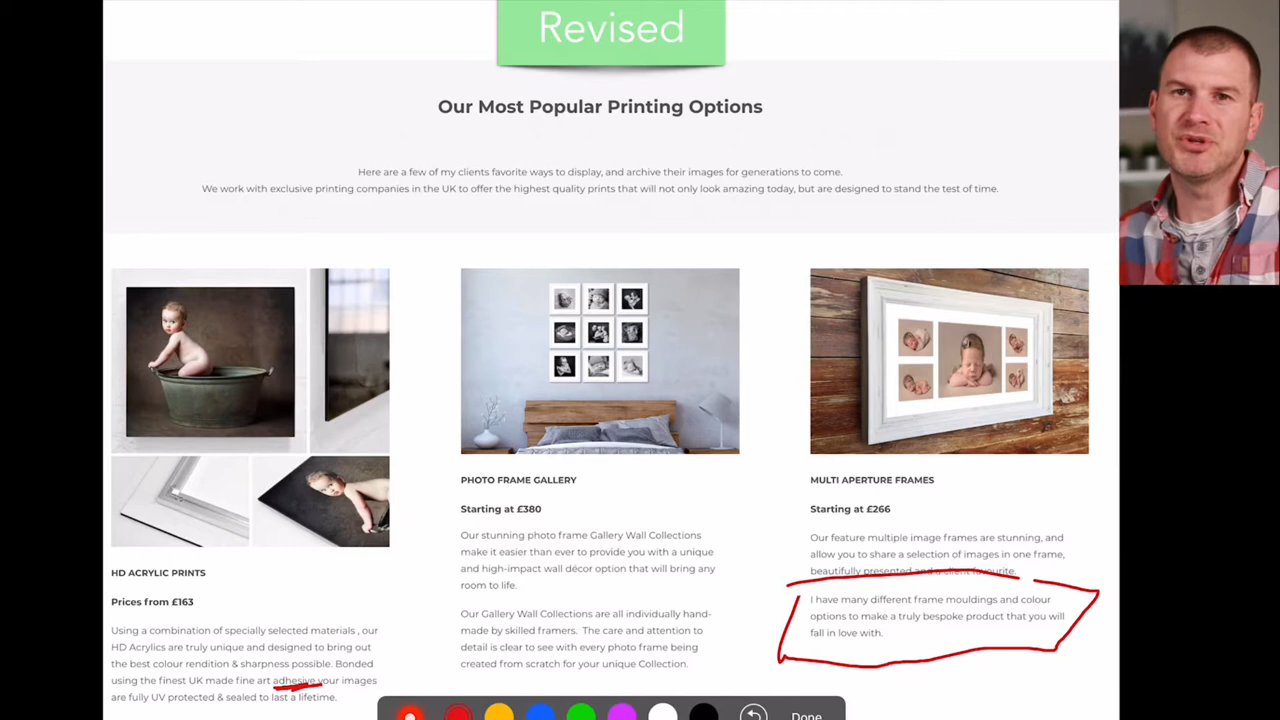 Revised
Our Most Popular Printing Options
Here are a few of my clients favorite ways to display, and archive their images for generations to come.
We work with exclusive printing companies in the UK to offer the highest quality prints that will not only look amazing today, but are designed to stand the test of time.
HD ACRYLIC PRINTS
Prices from £163
Using a combination of specially selected materials , our
HD Acrylics are truly unique and designed to bring out
the best colour rendition & sharpness possible. Bonded
using the finest UK made fine art adhesive your images
are fully UV protected & sealed to last a lifetime.
PHOTO FRAME GALLERY
Starting at £380
Our stunning photo frame Gallery Wall Collections
make it easier than ever to provide you with a unique
and high-impact wall décor option that will bring any
room to life.
Our Gallery Wall Collections are all individually hand-
made by skilled framers. The care and attention to
detail is clear to see with every photo frame being
created from scratch for your unique Collection.
MULTI APERTURE FRAMES
Starting at £266
Our feature multiple image frames are stunning, and
allow you to share a selection of images in one frame,
beautifully presented and a client favourite.
I have many different frame mouldings and colour
options to make a truly bespoke product that you will
fall in love with.
Done